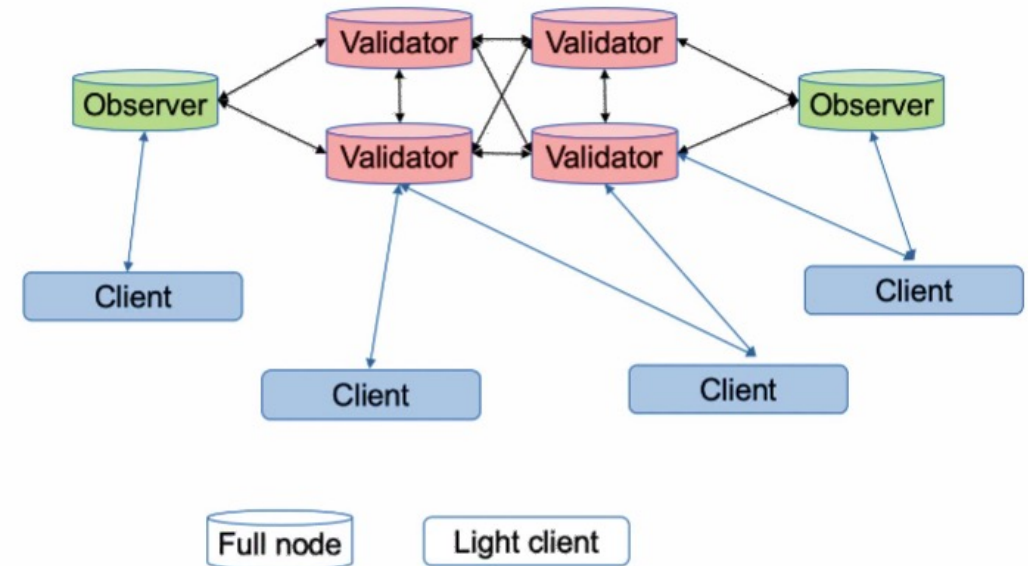 Validator
Validator
Observer
Observer
Validator
Validator
Client
Client
Client
Client
Full node
Light client